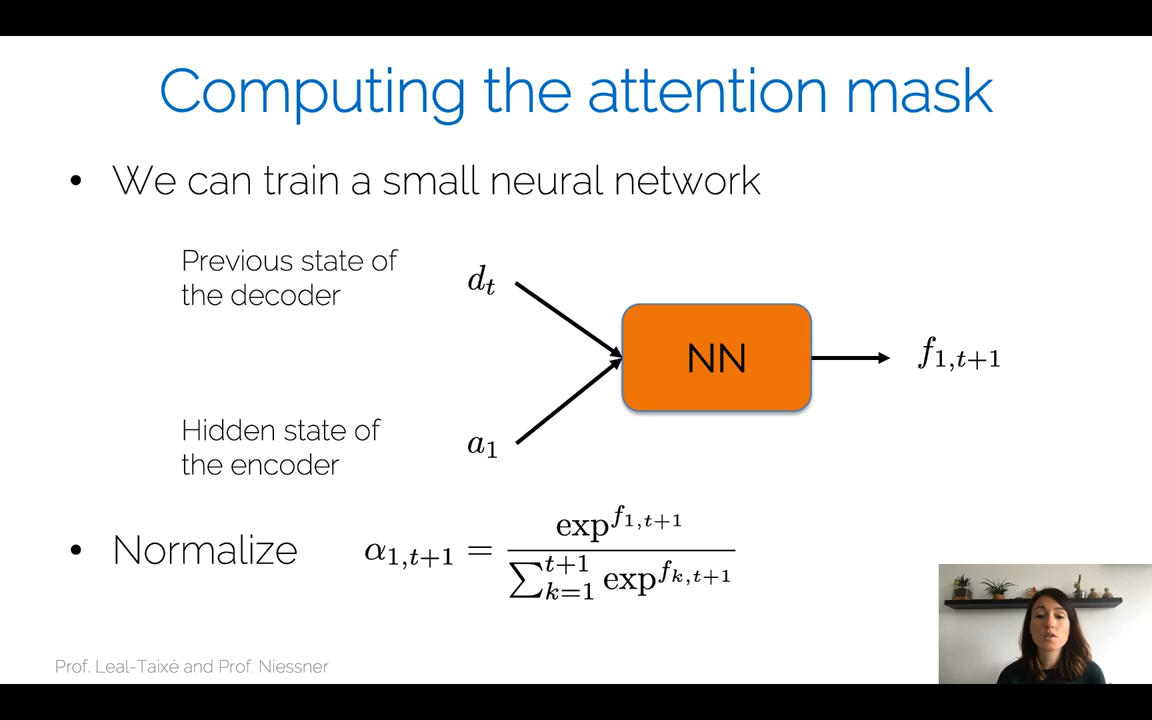 Computing the attention mask
• We can train a small neural network
Previous state of
the decoder
d_t
NN
f_{1,t+1}
Hidden state of
the encoder
a_1
• Normalize α_{1,t+1} = \frac{exp^{f_{1,t+1}}}{\sum_{k=1}^{t+1} exp^{f_{k,t+1}}}
Prof. Leal-Taixé and Prof. Niessner